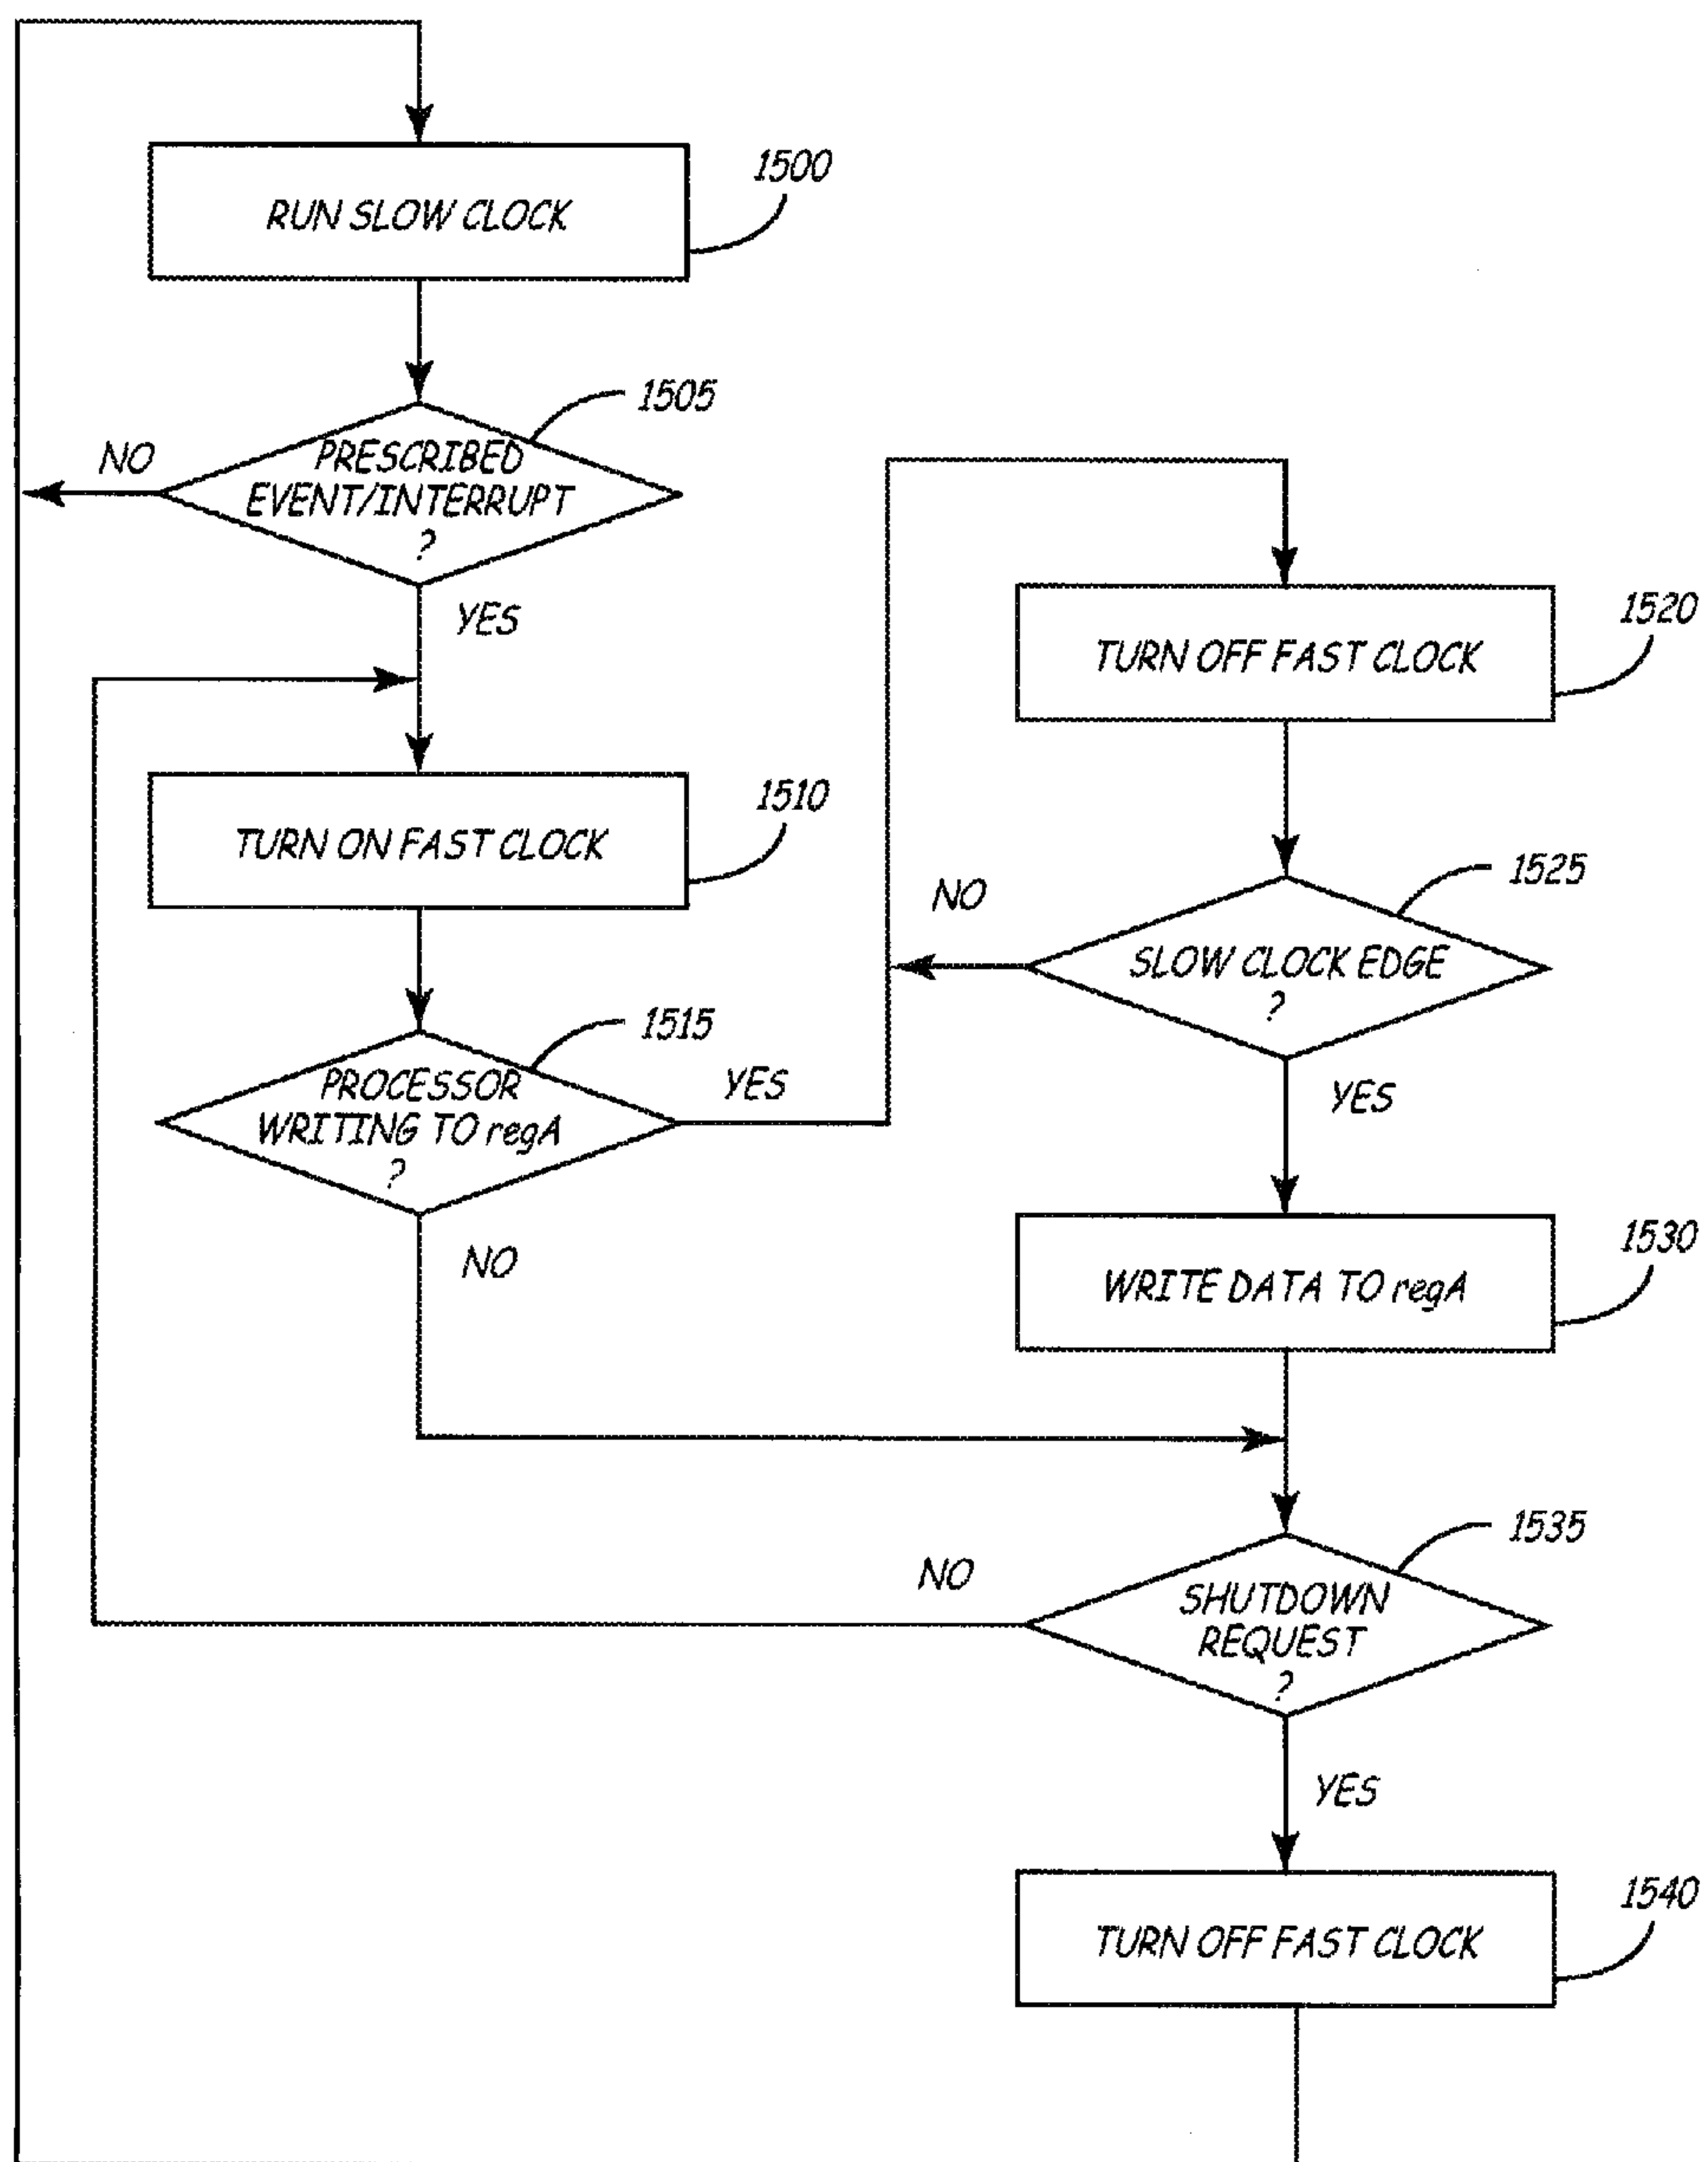 1500
RUN SLOW CLOCK
1505
NO
PRESCRIBED
EVENT/INTERRUPT
?
YES
TURN ON FAST CLOCK
1510
1515
PROCESSOR
WRITING TO regA
?
YES
NO
TURN OFF FAST CLOCK
1520
1525
NO
SLOW CLOCK EDGE
?
YES
WRITE DATA TO regA
1530
1535
NO
SHUTDOWN
REQUEST
?
YES
TURN OFF FAST CLOCK
1540